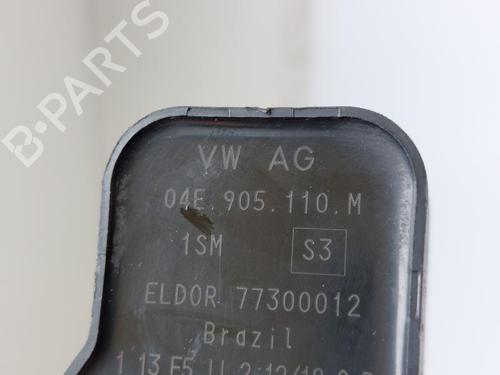 B-PARTS
VW AG
04E.905.110.M
1SM S3
ELDOR 77300012
Brazil